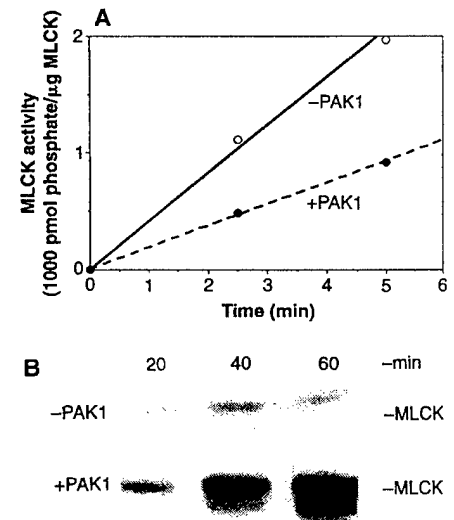 A
MLCK activity
(1000 pmol phosphate/µg MLCK)
2
1
0
–PAK1
+PAK1
0 1 2 3 4 5 6
Time (min)
B
20 40 60 –min
–PAK1 –MLCK
+PAK1 –MLCK